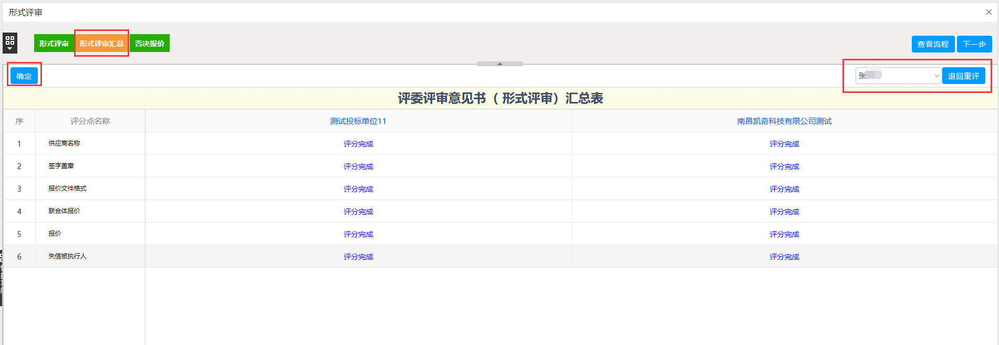 形式评审
形式评审 形式评审汇总 否决报价 查看流程 下一步
确定 张 退回重评
评委评审意见书（ 形式评审）汇总表
序 评分点名称 测试投标单位11 南昌凯奇科技有限公司测试
1 供应商名称 评分完成 评分完成
2 签字盖章 评分完成 评分完成
3 报价文件格式 评分完成 评分完成
4 联合体报价 评分完成 评分完成
5 报价 评分完成 评分完成
6 失信被执行人 评分完成 评分完成